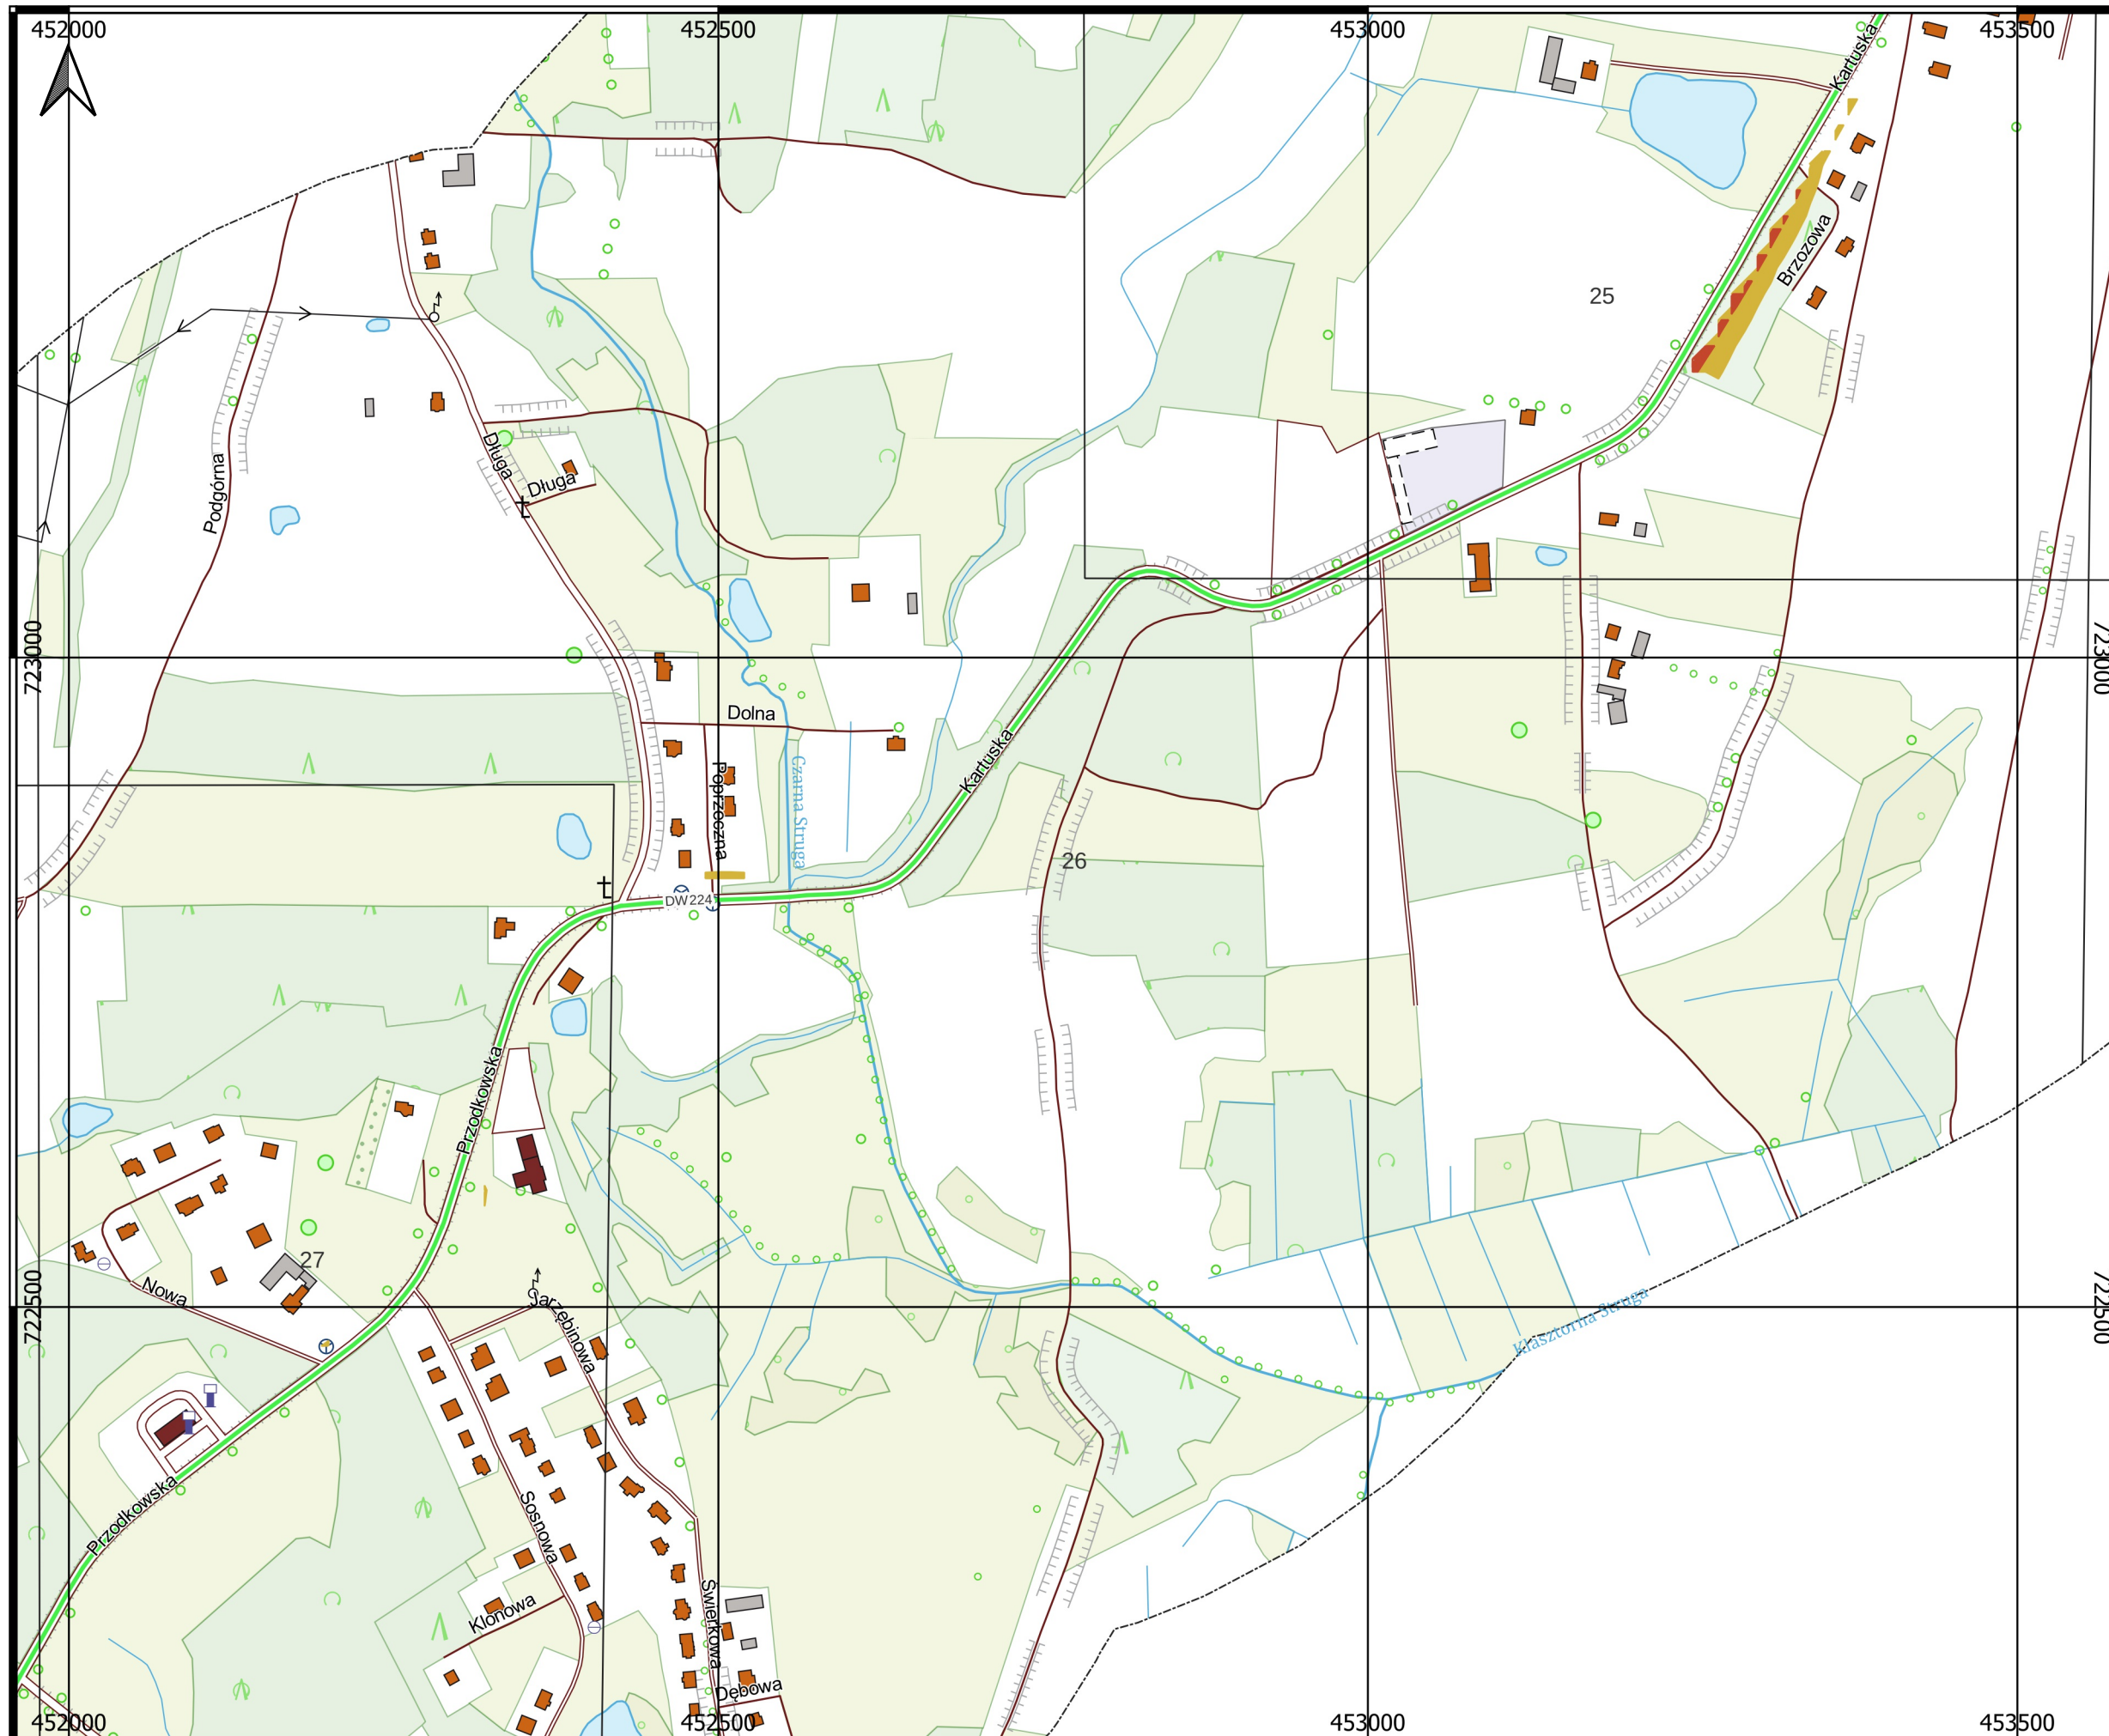 452000
452500
453000
453500
Kartuska
25
Brzozowa
Długa
Długa
Podgórna
723000
723000
Dolna
Kartuska
Poprzeczna
Czarna Struga
26
DW224
Przodkowska
27
Nowa
722500
722500
Jarzębinowa
Klasztorna Struga
Przodkowska
Sosnowa
Klonowa
Świerkowa
Dębowa
452000
452500
453000
453500